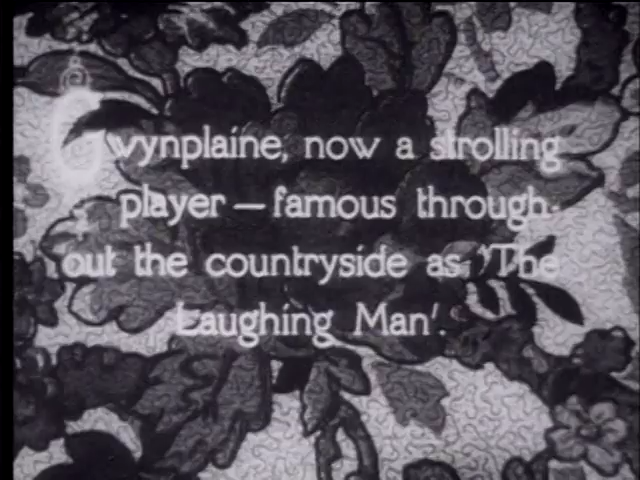 Gwynplaine, now a strolling
player — famous through-
out the countryside as 'The
Laughing Man'.